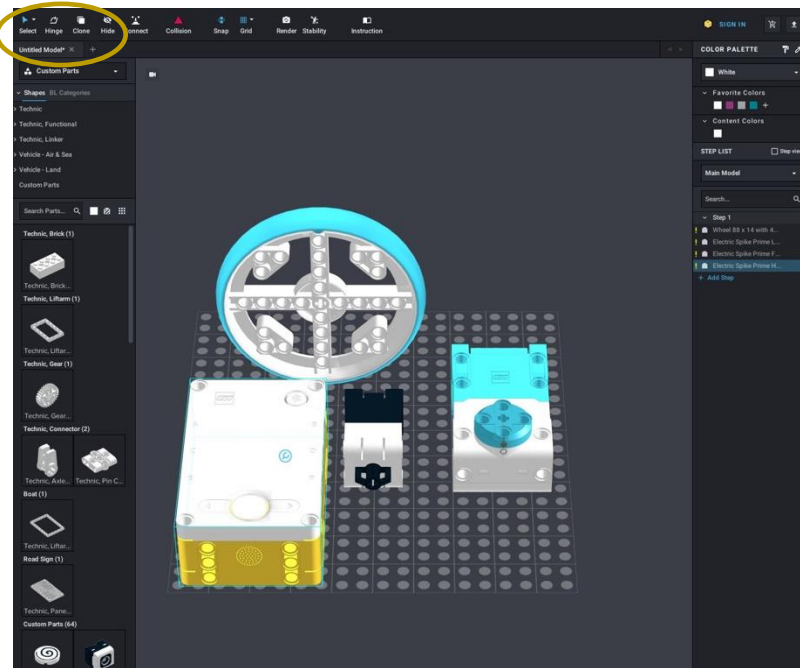 Select Hinge Clone Hide Connect Collision Snap Grid Render Stability Instruction
SIGN IN
Untitled Model* × +
COLOR PALETTE
Custom Parts
White
Shapes BL Categories
Favorite Colors
+
Technic
Technic, Functional
Content Colors
Technic, Linker
Vehicle - Air & Sea
STEP LIST
Step view
Vehicle - Land
Main Model
Custom Parts
Search...
Search Parts...
Step 1
Technic, Brick (1)
Wheel 88 x 14 with 4...
Electric Spike Prime L...
Electric Spike Prime F...
Electric Spike Prime H...
+ Add Step
Technic, Brick...
Technic, Liftarm (1)
Technic, Liftar...
Technic, Gear (1)
Technic, Gear...
Technic, Connector (2)
Technic, Axle... Technic, Pin C...
Boat (1)
Technic, Liftar...
Road Sign (1)
Technic, Pane...
Custom Parts (64)